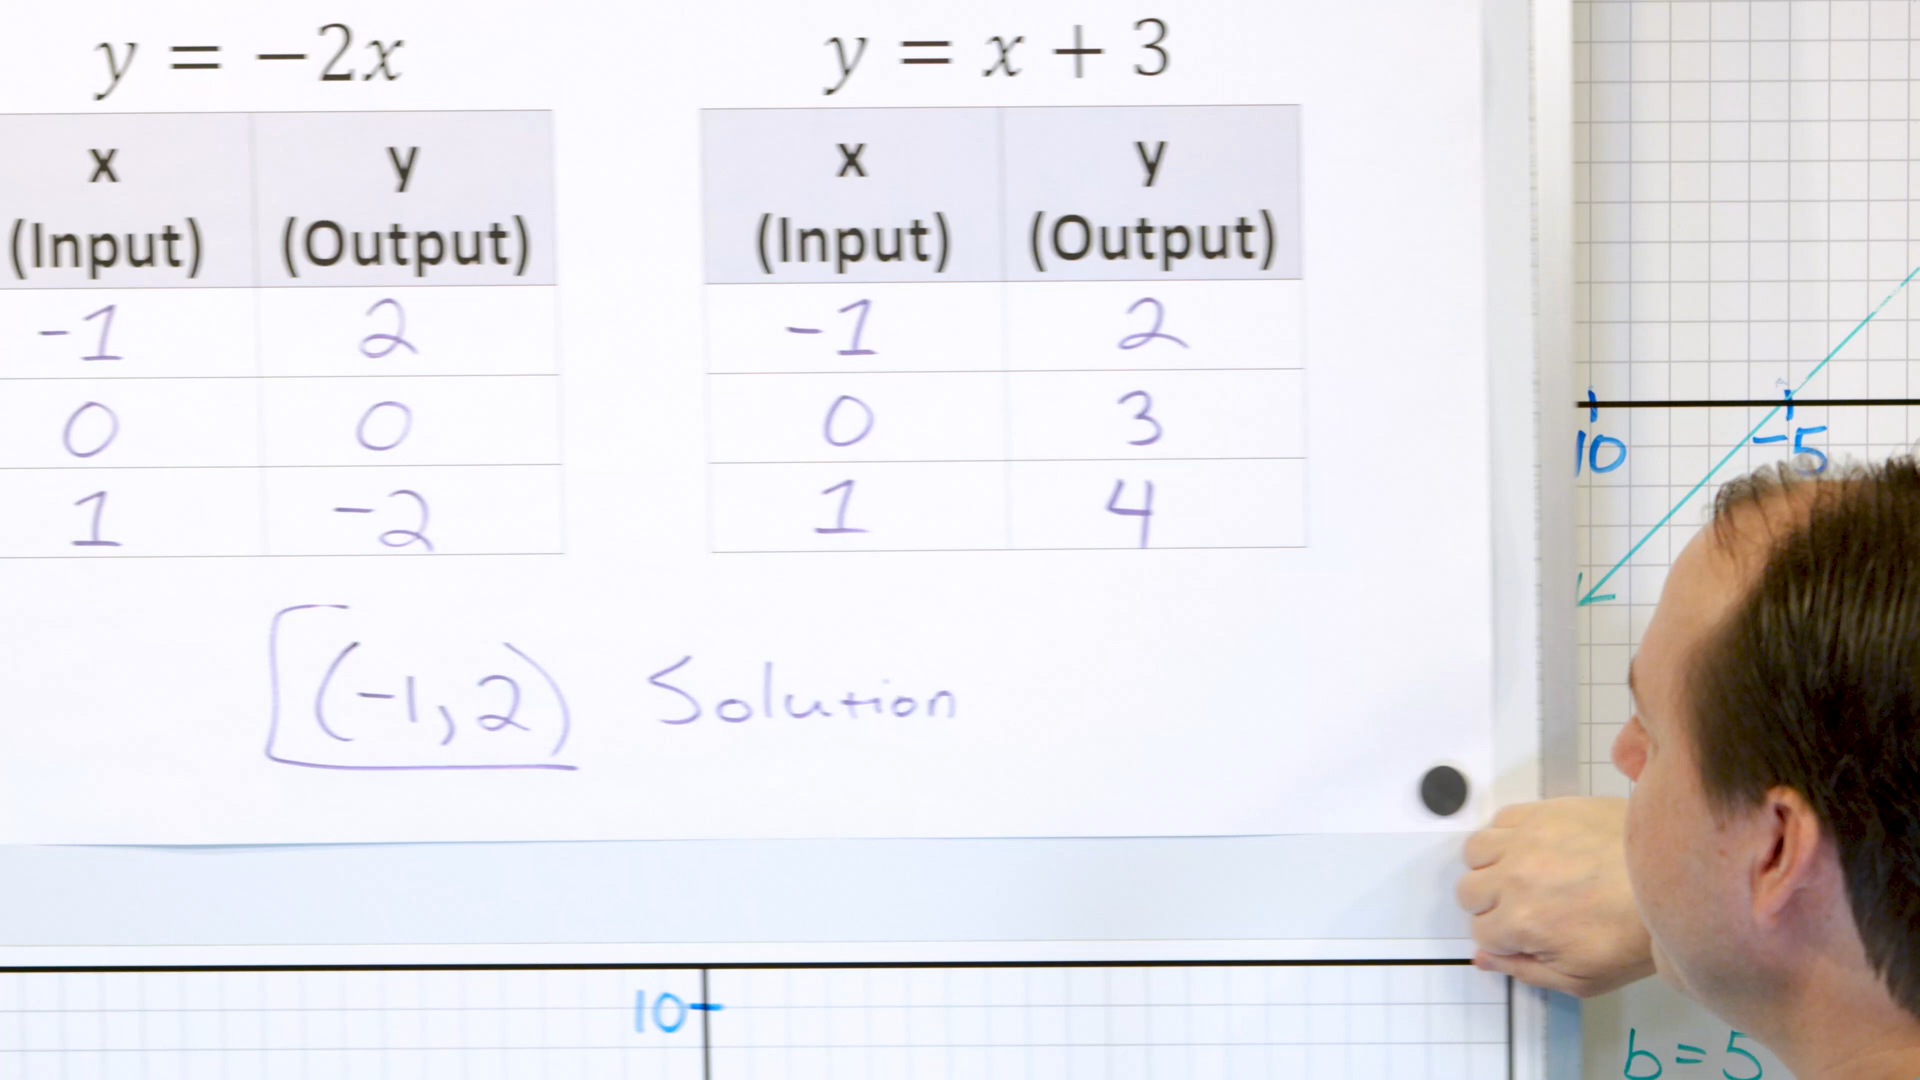 y = −2x
x y
(Input) (Output)
-1 2
0 0
1 -2
y = x + 3
x y
(Input) (Output)
-1 2
0 3
1 4
(-1,2) Solution
10
10 -5
b=5